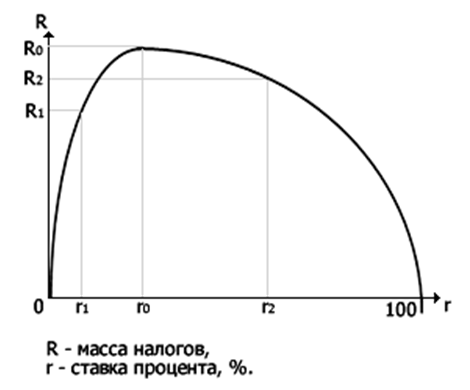 R
R₀
R₂
R₁
0 r₁ r₀ r₂ 100 r
R - масса налогов,
r - ставка процента, %.